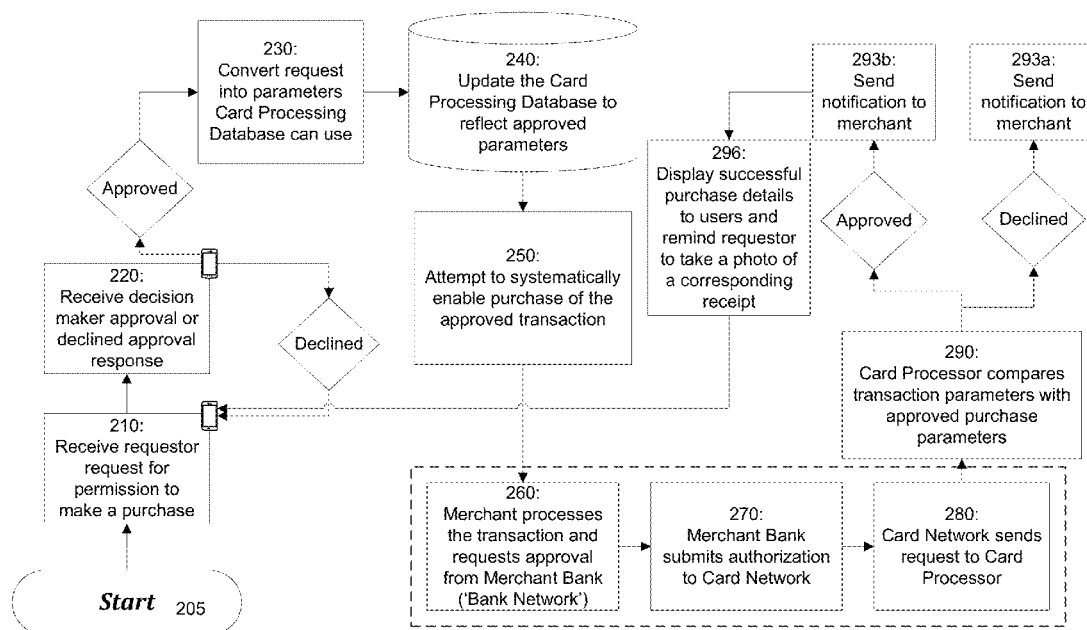 230:
Convert request
into parameters
Card Processing
Database can use
240:
Update the Card
Processing Database to
reflect approved
parameters
293b:
Send
notification to
merchant
293a:
Send
notification to
merchant
296:
Display successful
purchase details
to users and
remind requestor
to take a photo of
a corresponding
receipt
Approved
Approved
Declined
250:
Attempt to systematically
enable purchase of the
approved transaction
220:
Receive decision
maker approval or
declined approval
response
Declined
290:
Card Processor compares
transaction parameters with
approved purchase
parameters
210:
Receive requestor
request for
permission to
make a purchase
260:
Merchant processes
the transaction and
requests approval
from Merchant Bank
(‘Bank Network’)
270:
Merchant Bank
submits authorization
to Card Network
280:
Card Network sends
request to Card
Processor
Start 205